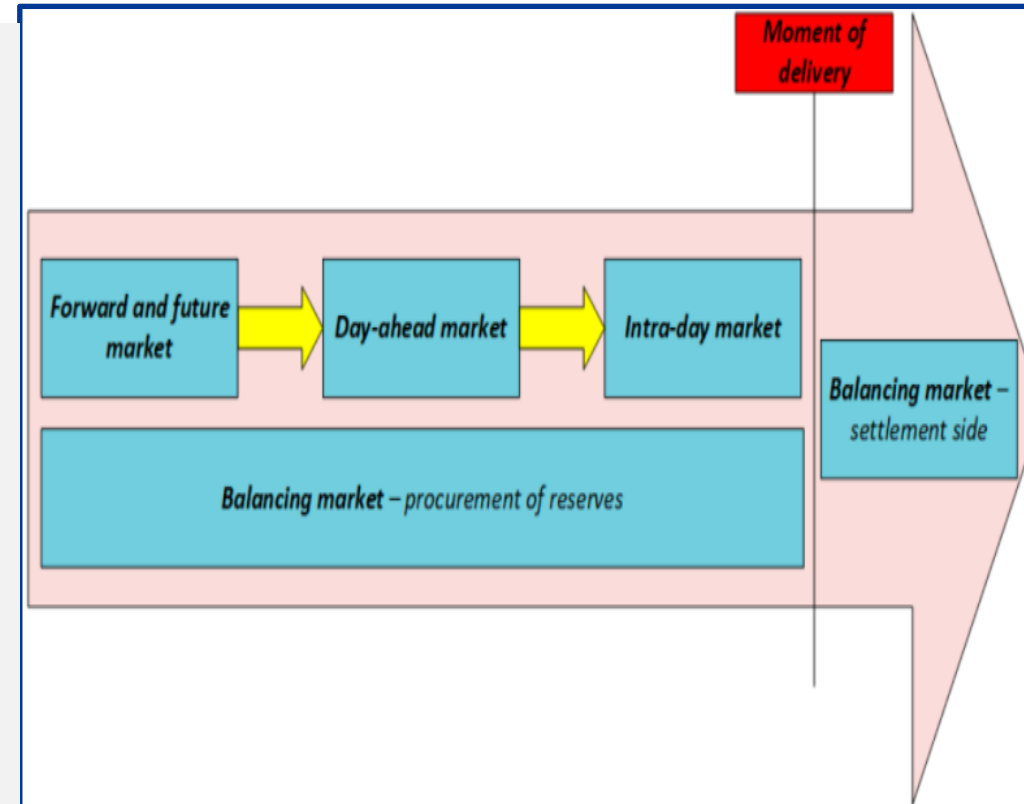 Moment of
delivery
Forward and future
market
Day-ahead market
Intra-day market
Balancing market –
settlement side
Balancing market – procurement of reserves